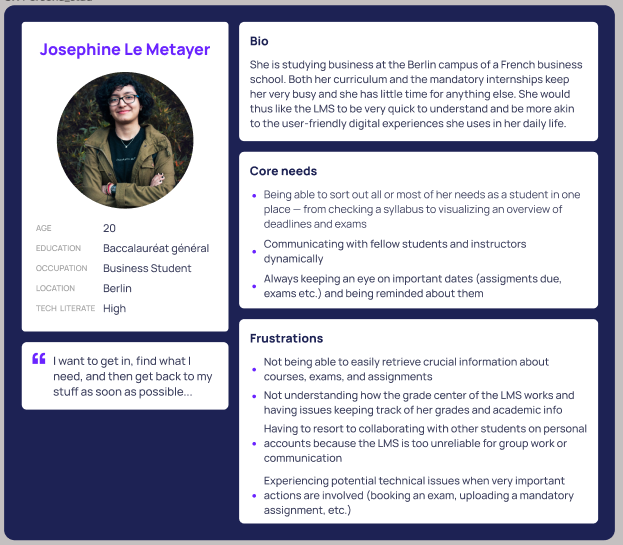 Josephine Le Metayer
AGE 20
EDUCATION Baccalauréat général
OCCUPATION Business Student
LOCATION Berlin
TECH LITERATE High
I want to get in, find what I
need, and then get back to my
stuff as soon as possible...
Bio
She is studying business at the Berlin campus of a French business
school. Both her curriculum and the mandatory internships keep
her very busy and she has little time for anything else. She would
thus like the LMS to be very quick to understand and be more akin
to the user-friendly digital experiences she uses in her daily life.
Core needs
Being able to sort out all or most of her needs as a student in one
place — from checking a syllabus to visualizing an overview of
deadlines and exams
Communicating with fellow students and instructors
dynamically
Always keeping an eye on important dates (assigments due,
exams etc.) and being reminded about them
Frustrations
Not being able to easily retrieve crucial information about
courses, exams, and assignments
Not understanding how the grade center of the LMS works and
having issues keeping track of her grades and academic info
Having to resort to collaborating with other students on personal
accounts because the LMS is too unreliable for group work or
communication
Experiencing potential technical issues when very important
actions are involved (booking an exam, uploading a mandatory
assignment, etc.)